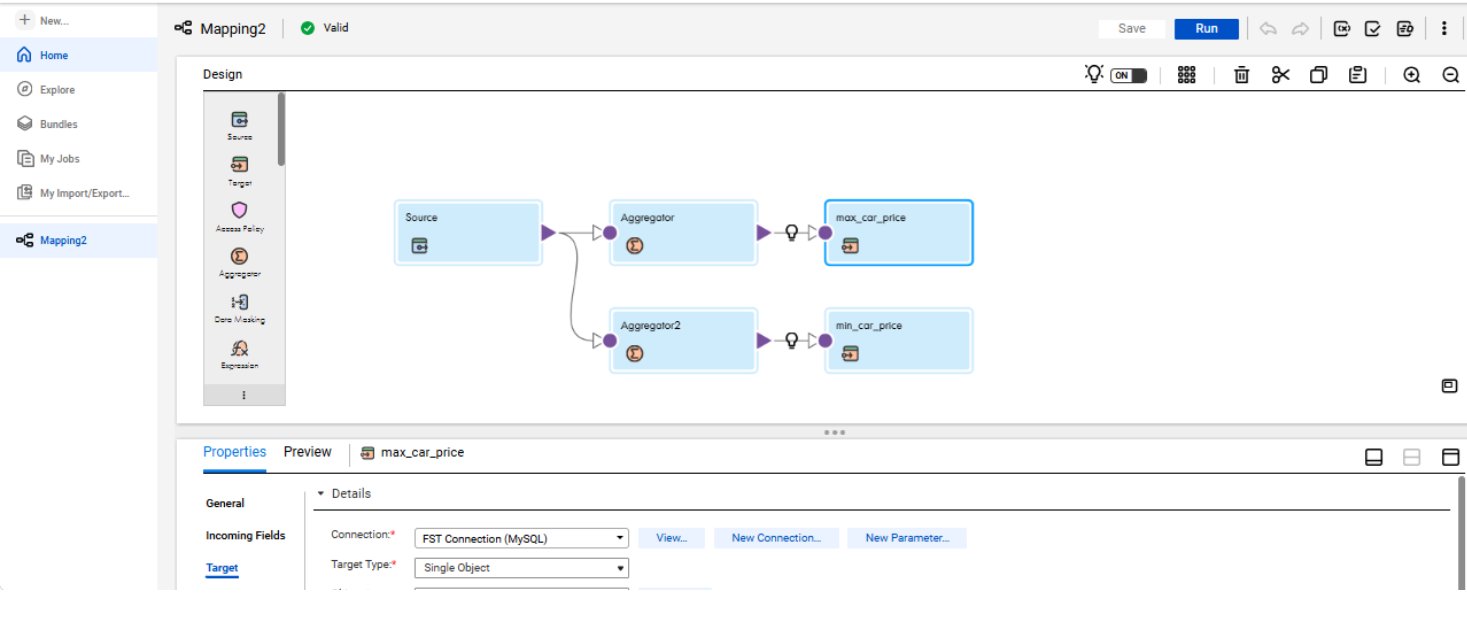 New...
Mapping2
Valid
Save
Run
Home
Explore
Bundles
My Jobs
My Import/Export...
Mapping2
Design
ON
Source
Target
Access Policy
Aggregator
Data Masking
Expression
Source
Aggregator
max_car_price
Aggregator2
min_car_price
Properties
Preview
max_car_price
General
Incoming Fields
Target
Details
Connection:*
FST Connection (MySQL)
View...
New Connection...
New Parameter...
Target Type:*
Single Object